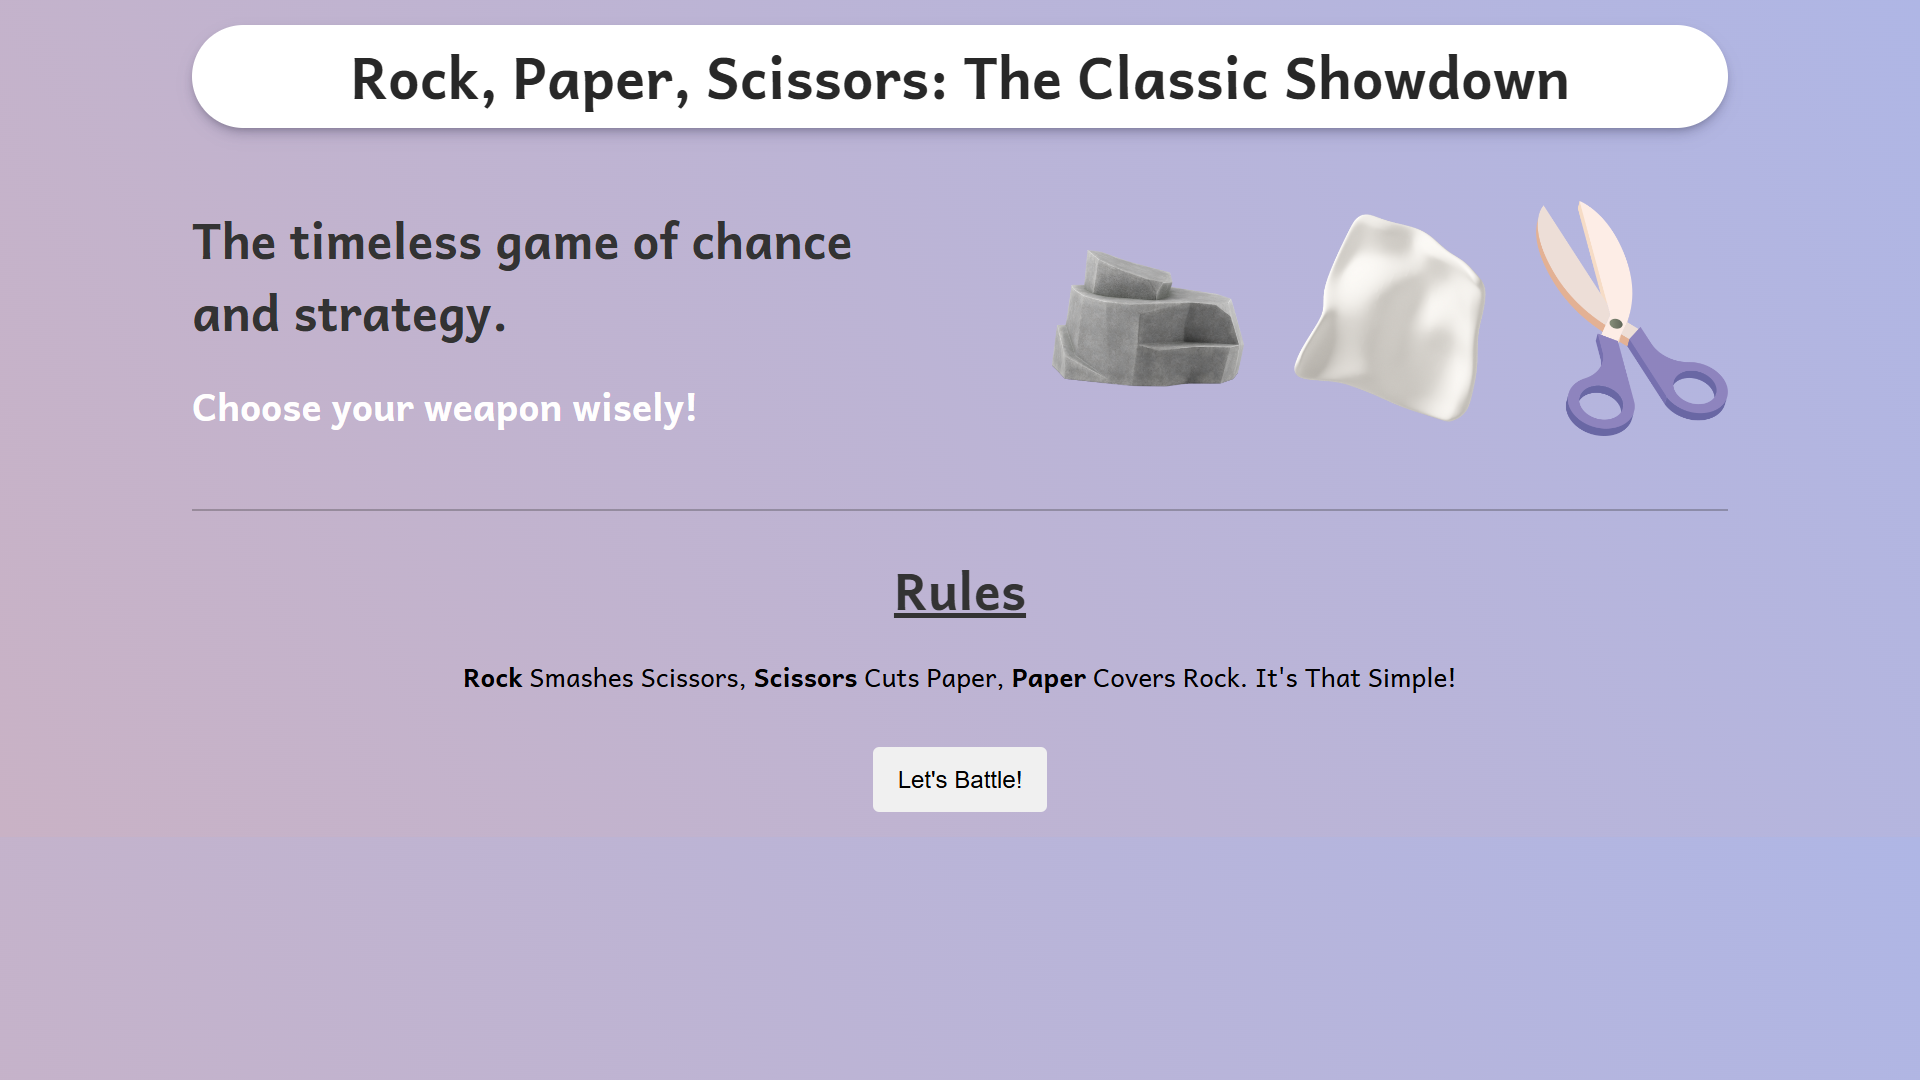 Rock, Paper, Scissors: The Classic Showdown
The timeless game of chance
and strategy.
Choose your weapon wisely!
Rules
Rock Smashes Scissors, Scissors Cuts Paper, Paper Covers Rock. It's That Simple!
Let's Battle!